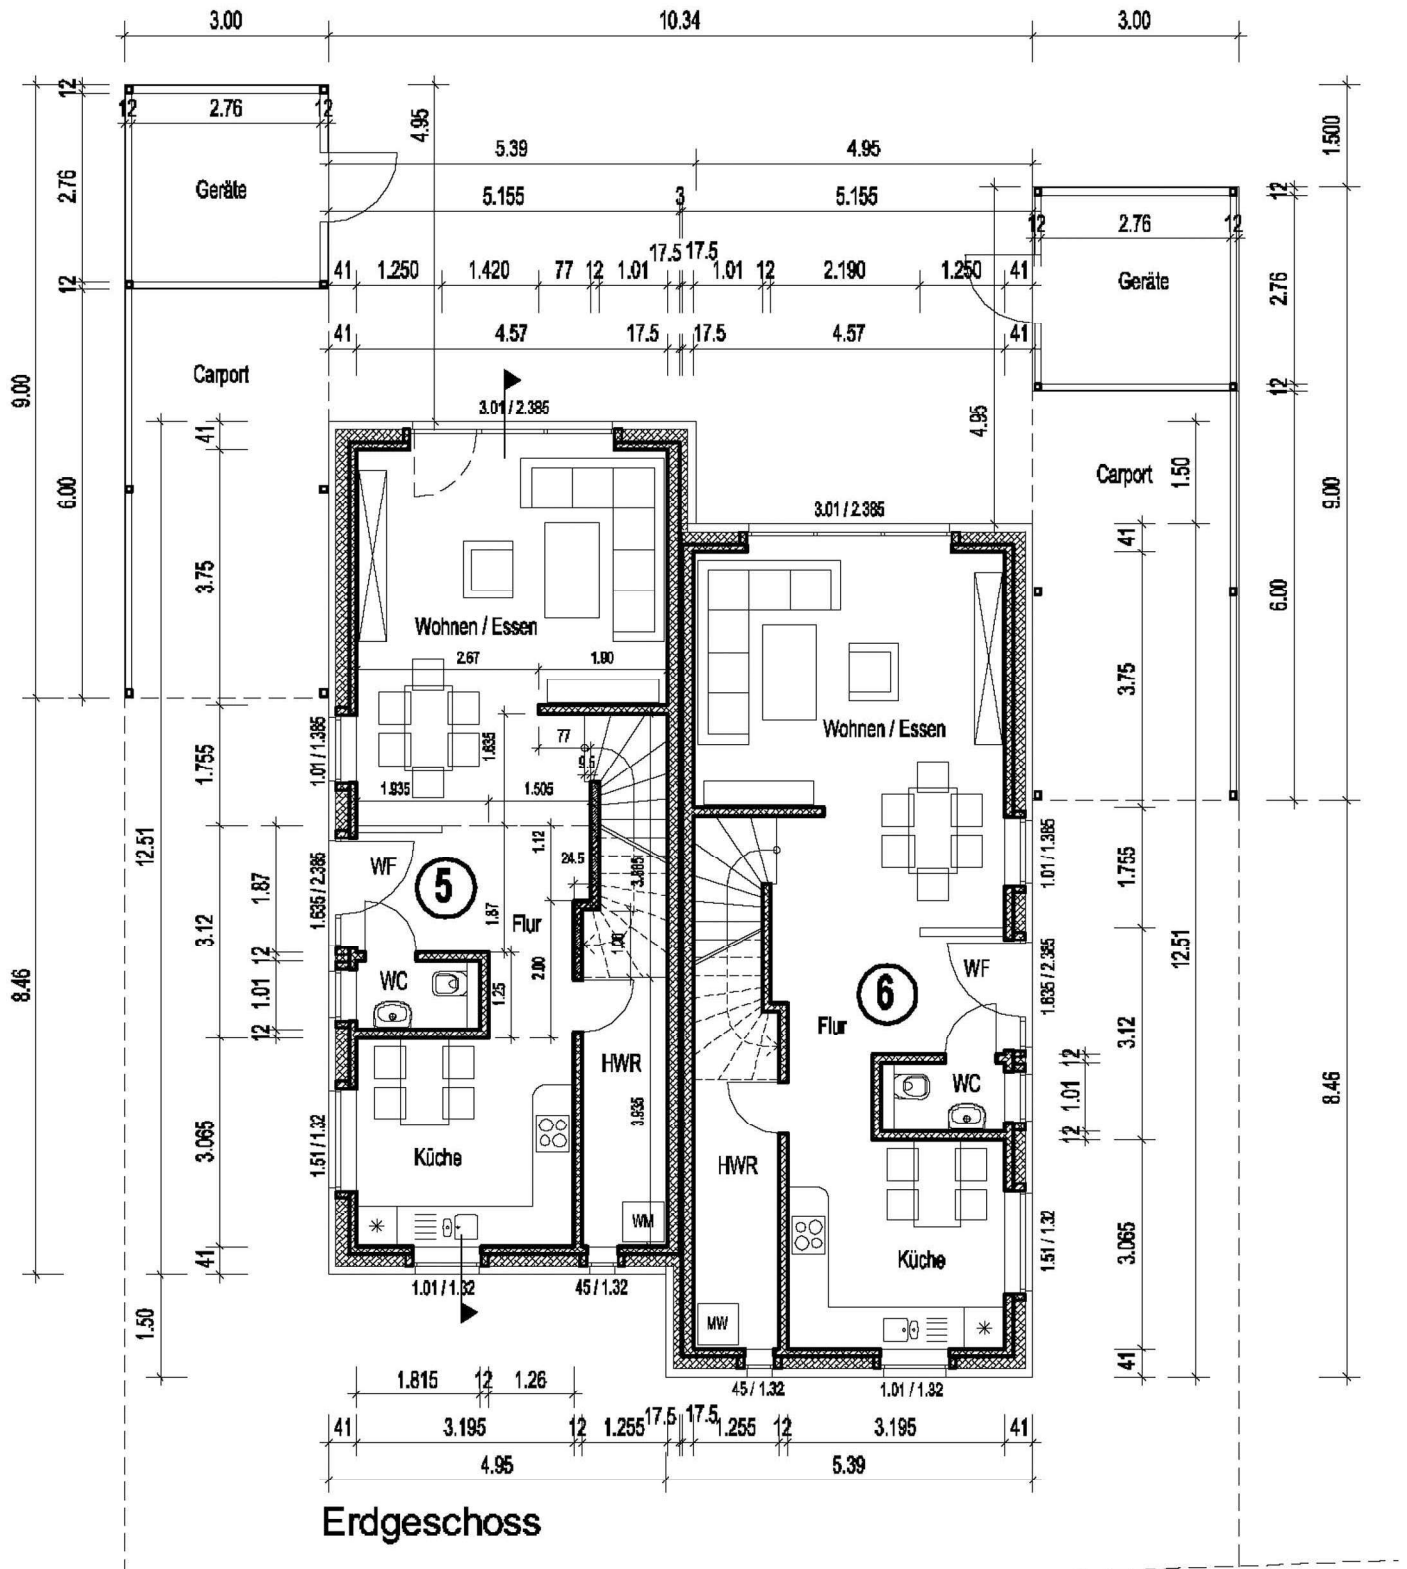 3.00 10.34 3.00
12 2.76 12
4.95
5.39 4.95
1.500
12
2.76
12
Geräte
5.155 3 5.155
12 2.76 12
17.5 17.5
41 1.250 1.420 77 12 1.01 1.01 12 2.190 1.250 41
Geräte
12
2.76
12
41 4.57 17.5 17.5 4.57 41
Carport
9.00
6.00
3.01 / 2.385
4.95
41
Carport
1.50
9.00
6.00
3.01 / 2.385
41
3.75
Wohnen / Essen
2.67 1.90
3.75
Wohnen / Essen
1.01 / 1.385
1.635
77
9.5
1.755
1.935 1.505
12.51
1.12
24.5
3.885
WF
5
1.635 / 2.385
1.87
3.12
1.87
Flur
1.00
2.00
1.01 / 1.385
1.755
12
1.01
12
WC
1.25
WF
6
Flur
1.635 / 2.385
12.51
3.12
8.46
HWR
12
1.01
12
WC
8.46
3.935
3.065
1.51 / 1.32
Küche
HWR
WM
Küche
1.51 / 1.32
3.065
41
1.01 / 1.32 45 / 1.32
1.50
MW
41
45 / 1.32 1.01 / 1.32
1.815 12 1.26
41 3.195 12 1.255 17.5 17.5 1.255 12 3.195 41
4.95 5.39
Erdgeschoss